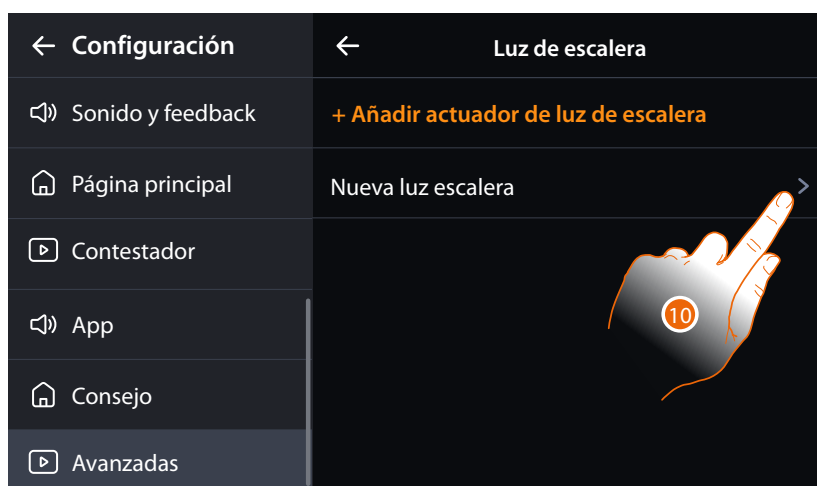 Configuración
Sonido y feedback
Página principal
Contestador
App
Consejo
Avanzadas
Luz de escalera
+ Añadir actuador de luz de escalera
Nueva luz escalera
10